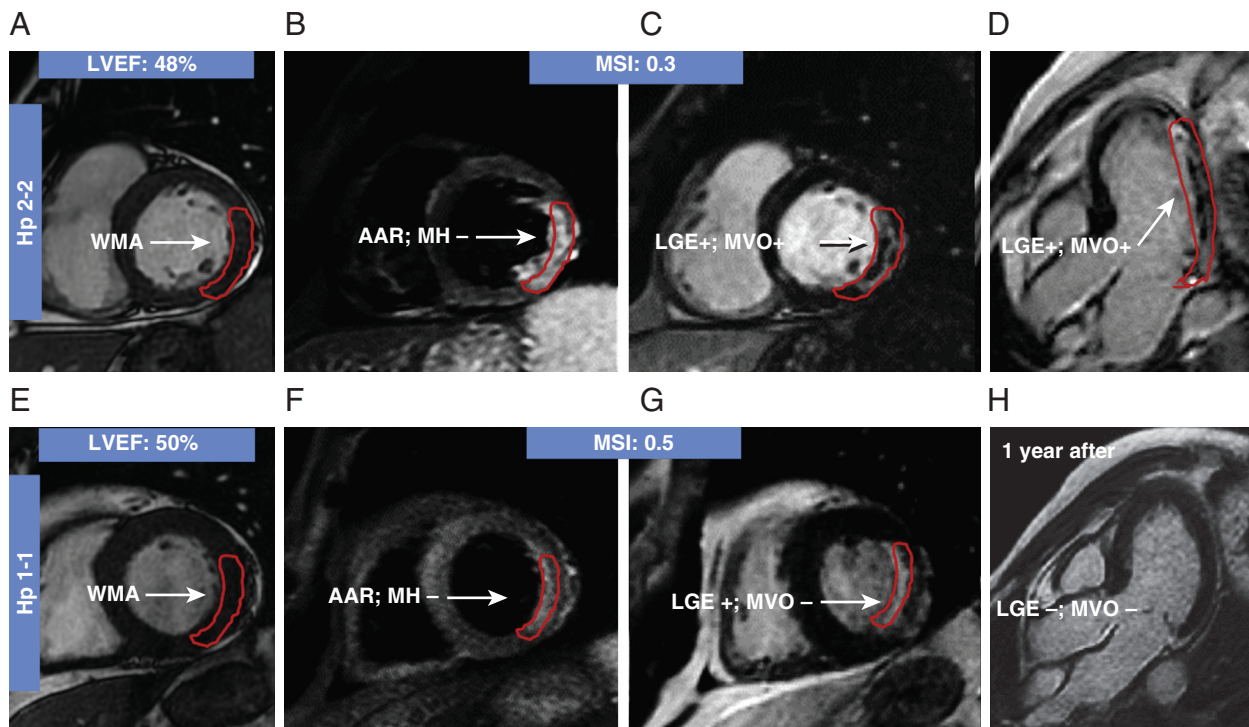 A
B
C
D
LVEF: 48%
MSI: 0.3
Hp 2-2
WMA
AAR; MH –
LGE+; MVO+
LGE+; MVO+
E
F
G
H
LVEF: 50%
MSI: 0.5
1 year after
Hp 1-1
WMA
AAR; MH –
LGE +; MVO –
LGE –; MVO –